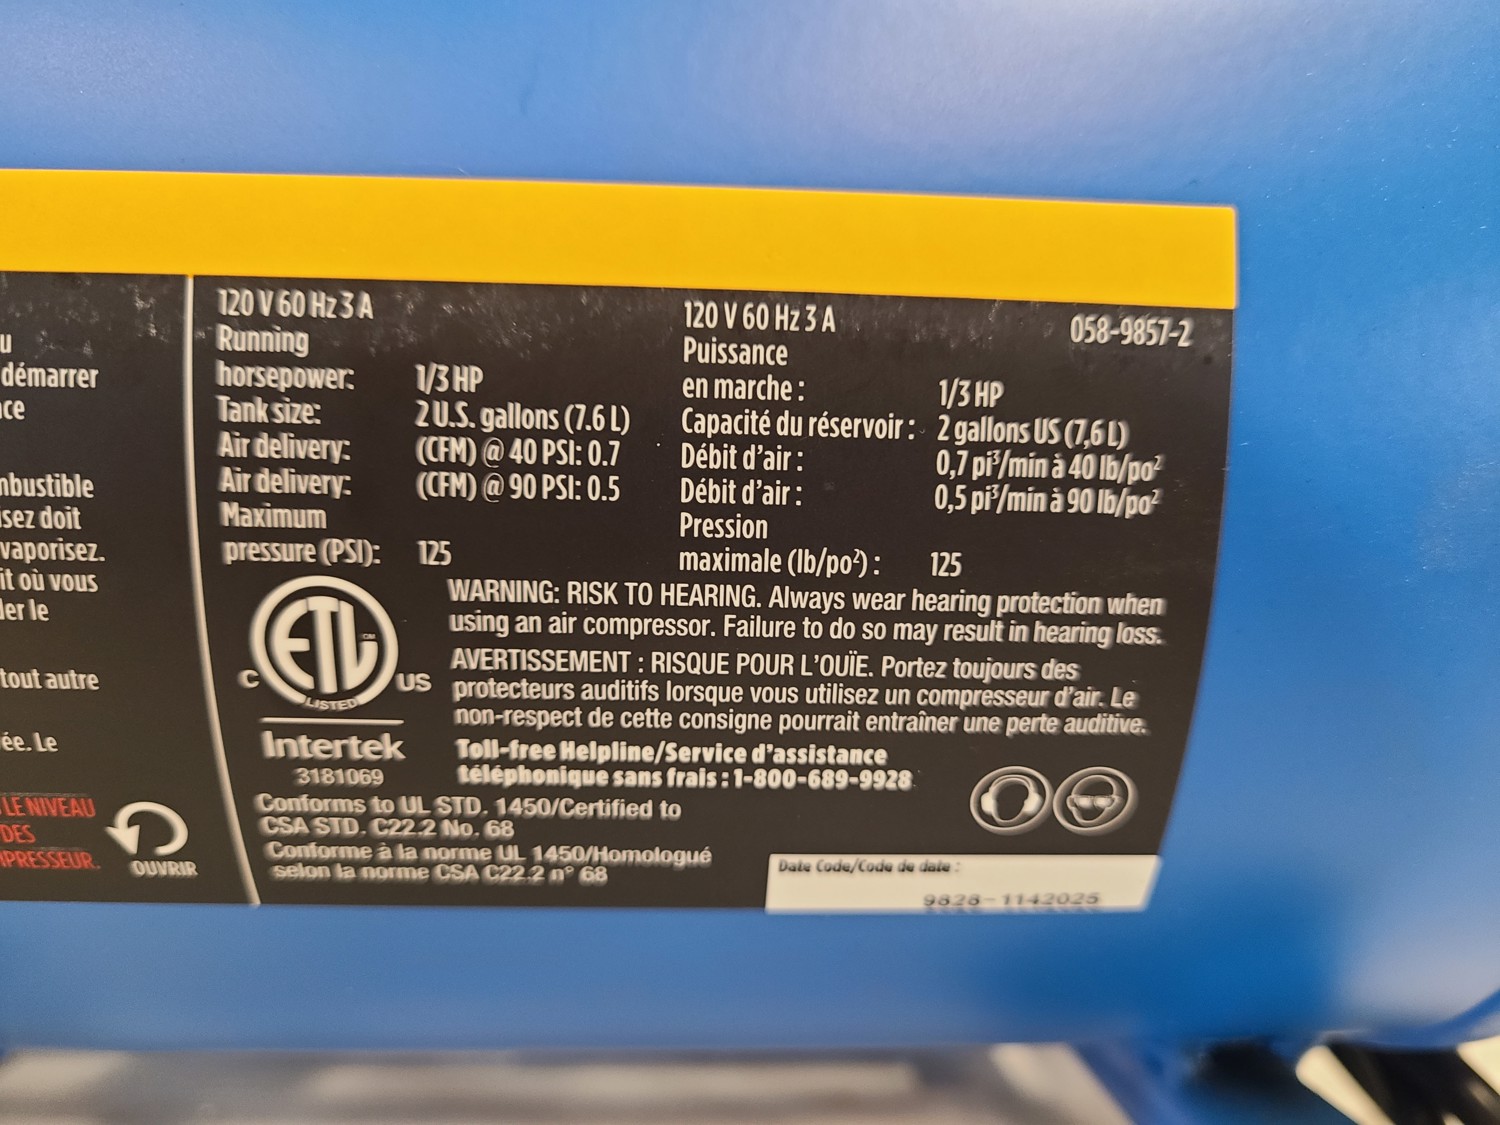 u
démarrer
ce
mbustible
isez doit
vaporisez.
it où vous
ler le
tout autre
ée. Le
LE NIVEAU
DES
MPRESSEUR.
OUVRIR
120 V 60 Hz 3 A
Running
horsepower: 1/3 HP
Tank size: 2 U.S. gallons (7.6 L)
Air delivery: (CFM) @ 40 PSI: 0.7
Air delivery: (CFM) @ 90 PSI: 0.5
Maximum
pressure (PSI): 125
120 V 60 Hz 3 A
Puissance
en marche : 1/3 HP
Capacité du réservoir : 2 gallons US (7,6 L)
Débit d'air : 0,7 pi³/min à 40 lb/po²
Débit d'air : 0,5 pi³/min à 90 lb/po²
Pression
maximale (lb/po²) : 125
058-9857-2
ETL
CM
LISTED
C US
Intertek
3181069
WARNING: RISK TO HEARING. Always wear hearing protection when
using an air compressor. Failure to do so may result in hearing loss.
AVERTISSEMENT : RISQUE POUR L'OUÏE. Portez toujours des
protecteurs auditifs lorsque vous utilisez un compresseur d'air. Le
non-respect de cette consigne pourrait entraîner une perte auditive.
Toll-free Helpline/Service d'assistance
téléphonique sans frais : 1-800-689-9928
Conforms to UL STD. 1450/Certified to
CSA STD. C22.2 No. 68
Conforme à la norme UL 1450/Homologué
selon la norme CSA C22.2 n° 68
Date Code/Code de date :
9828-1142025